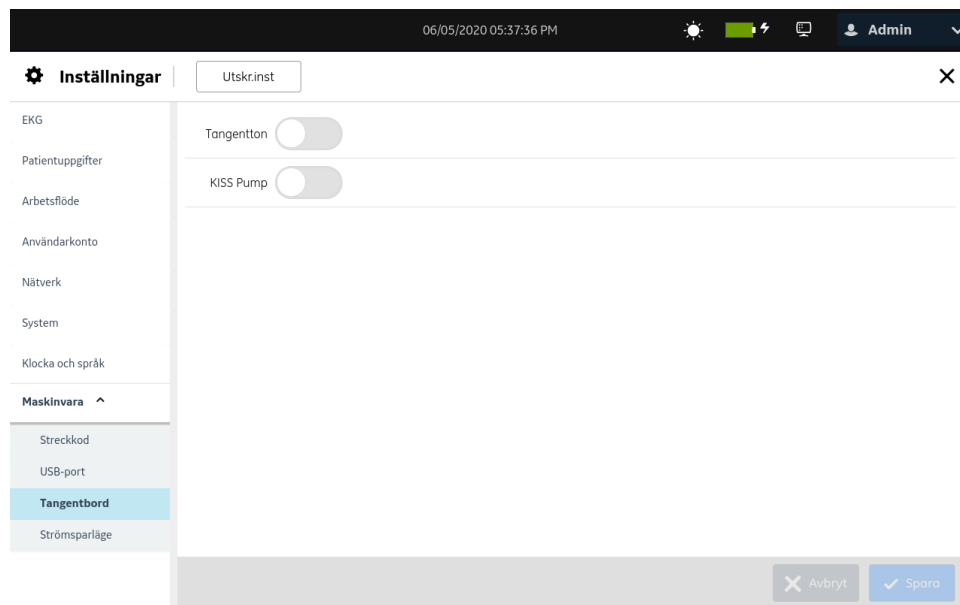 06/05/2020 05:37:36 PM
Admin
Inställningar
Utskr.inst
EKG
Patientuppgifter
Arbetsflöde
Användarkonto
Nätverk
System
Klocka och språk
Maskinvara
Streckkod
USB-port
Tangentbord
Strömsparläge
Tangentton
KISS Pump
Avbryt
Spara